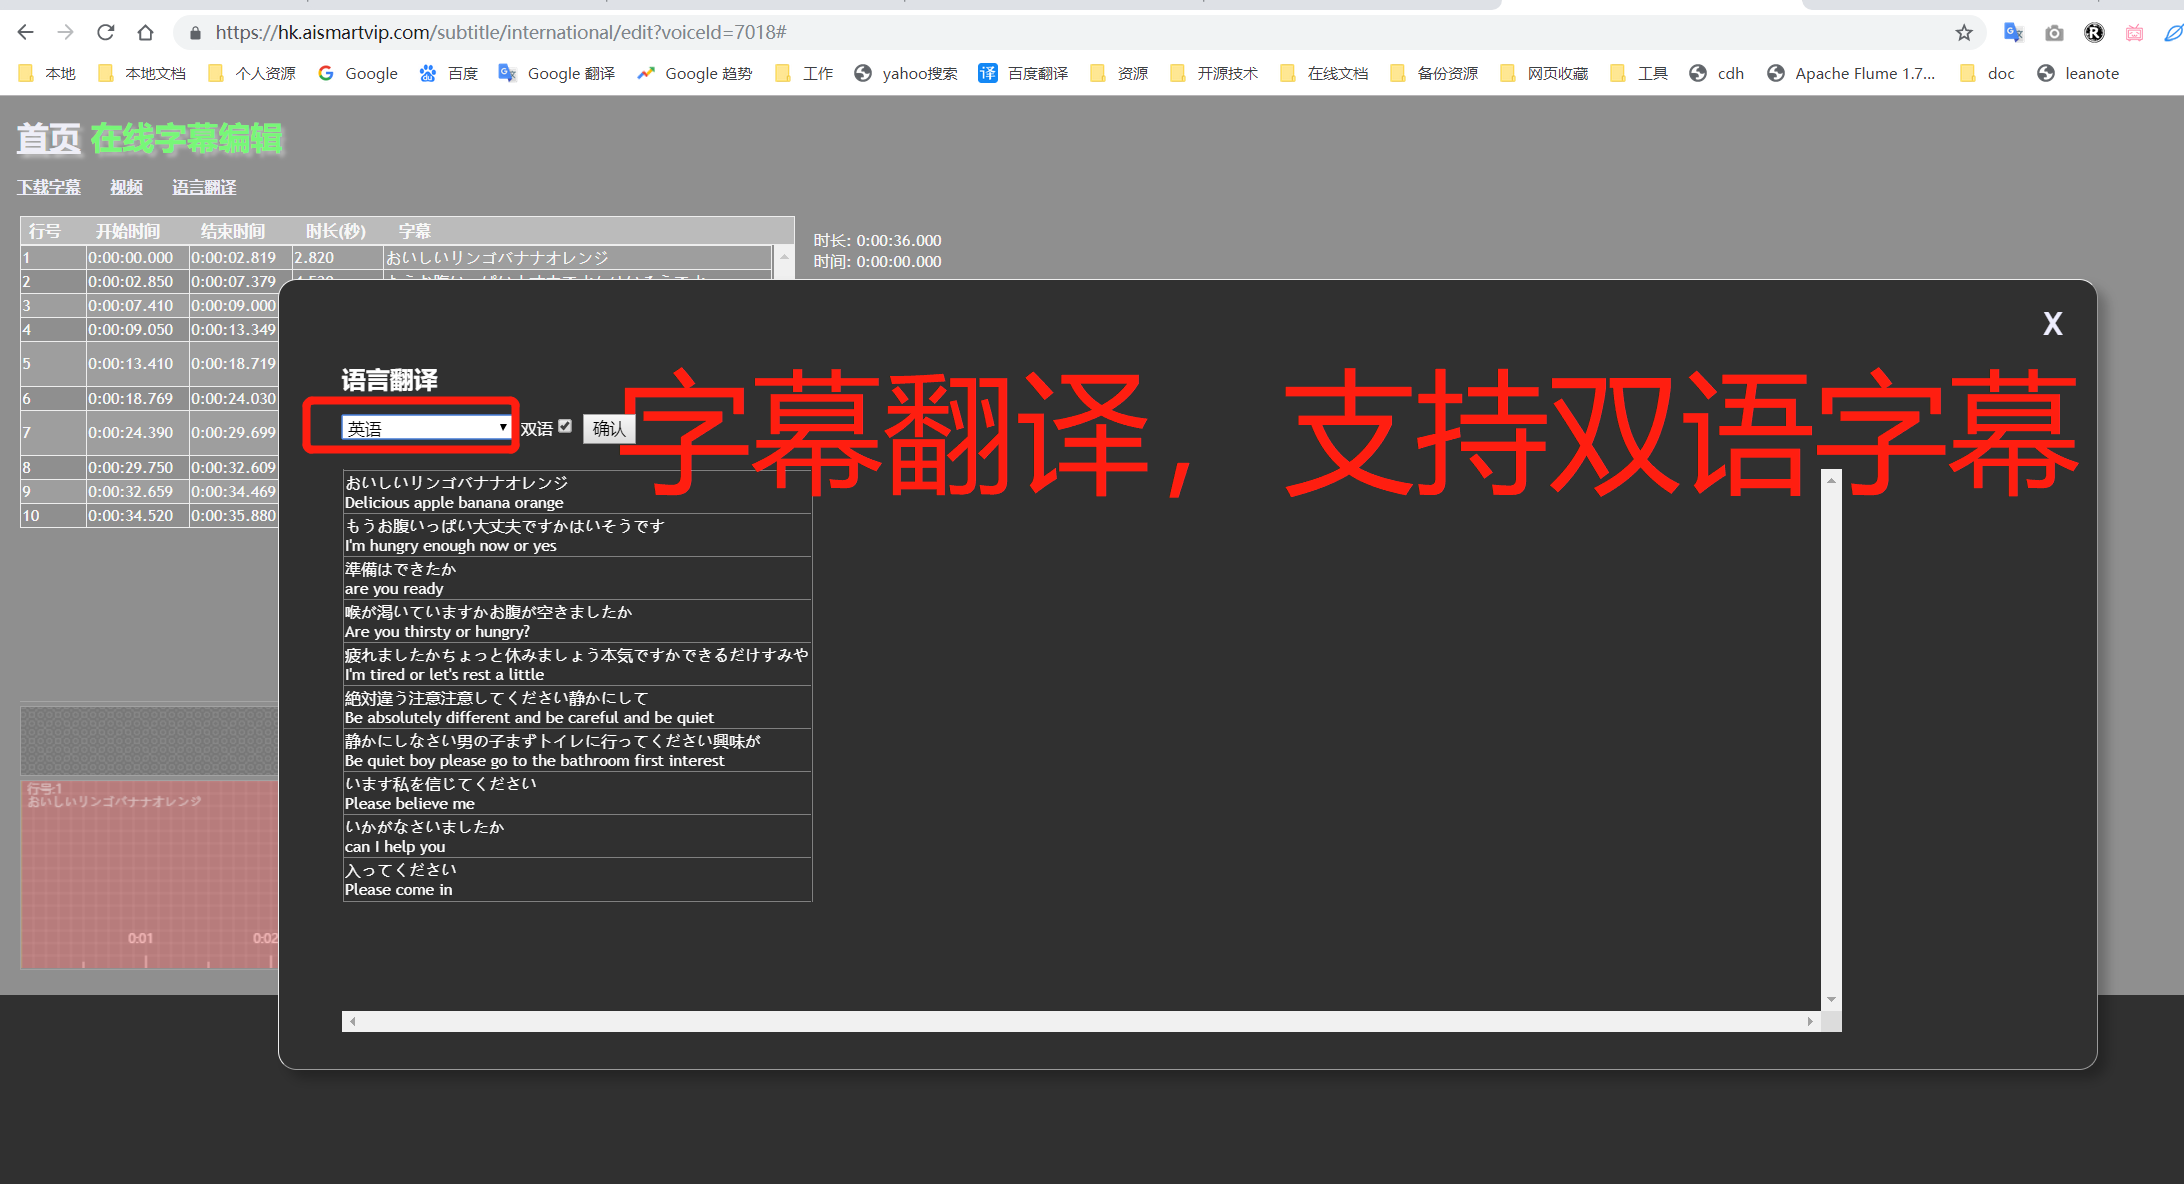 https://hk.aismartvip.com/subtitle/international/edit?voiceId=7018#
本地 本地文档 个人资源 Google 百度 Google 翻译 Google 趋势 工作 yahoo搜索 译 百度翻译 资源 开源技术 在线文档 备份资源 网页收藏 工具 cdh Apache Flume 1.7... doc leanote
首页 在线字幕编辑
下载字幕 视频 语言翻译
行号 开始时间 结束时间 时长(秒) 字幕
1 0:00:00.000 0:00:02.819 2.820 おいしいリンゴバナナオレンジ
2 0:00:02.850 0:00:07.379
3 0:00:07.410 0:00:09.000
4 0:00:09.050 0:00:13.349
5 0:00:13.410 0:00:18.719
6 0:00:18.769 0:00:24.030
7 0:00:24.390 0:00:29.699
8 0:00:29.750 0:00:32.609
9 0:00:32.659 0:00:34.469
10 0:00:34.520 0:00:35.880
时长: 0:00:36.000
时间: 0:00:00.000
X
语言翻译
英语 双语 确认
字幕翻译，支持双语字幕
おいしいリンゴバナナオレンジ
Delicious apple banana orange
もうお腹いっぱい大丈夫ですかはいそうです
I'm hungry enough now or yes
準備はできたか
are you ready
喉が渇いていますかお腹が空きましたか
Are you thirsty or hungry?
疲れましたかちょっと休みましょう本気ですかできるだけすみや
I'm tired or let's rest a little
絶対違う注意注意してください静かにして
Be absolutely different and be careful and be quiet
静かにしなさい男の子まずトイレに行ってください興味が
Be quiet boy please go to the bathroom first interest
います私を信じてください
Please believe me
いかがなさいましたか
can I help you
入ってください
Please come in
行号:1
おいしいリンゴバナナオレンジ
0:01 0:02